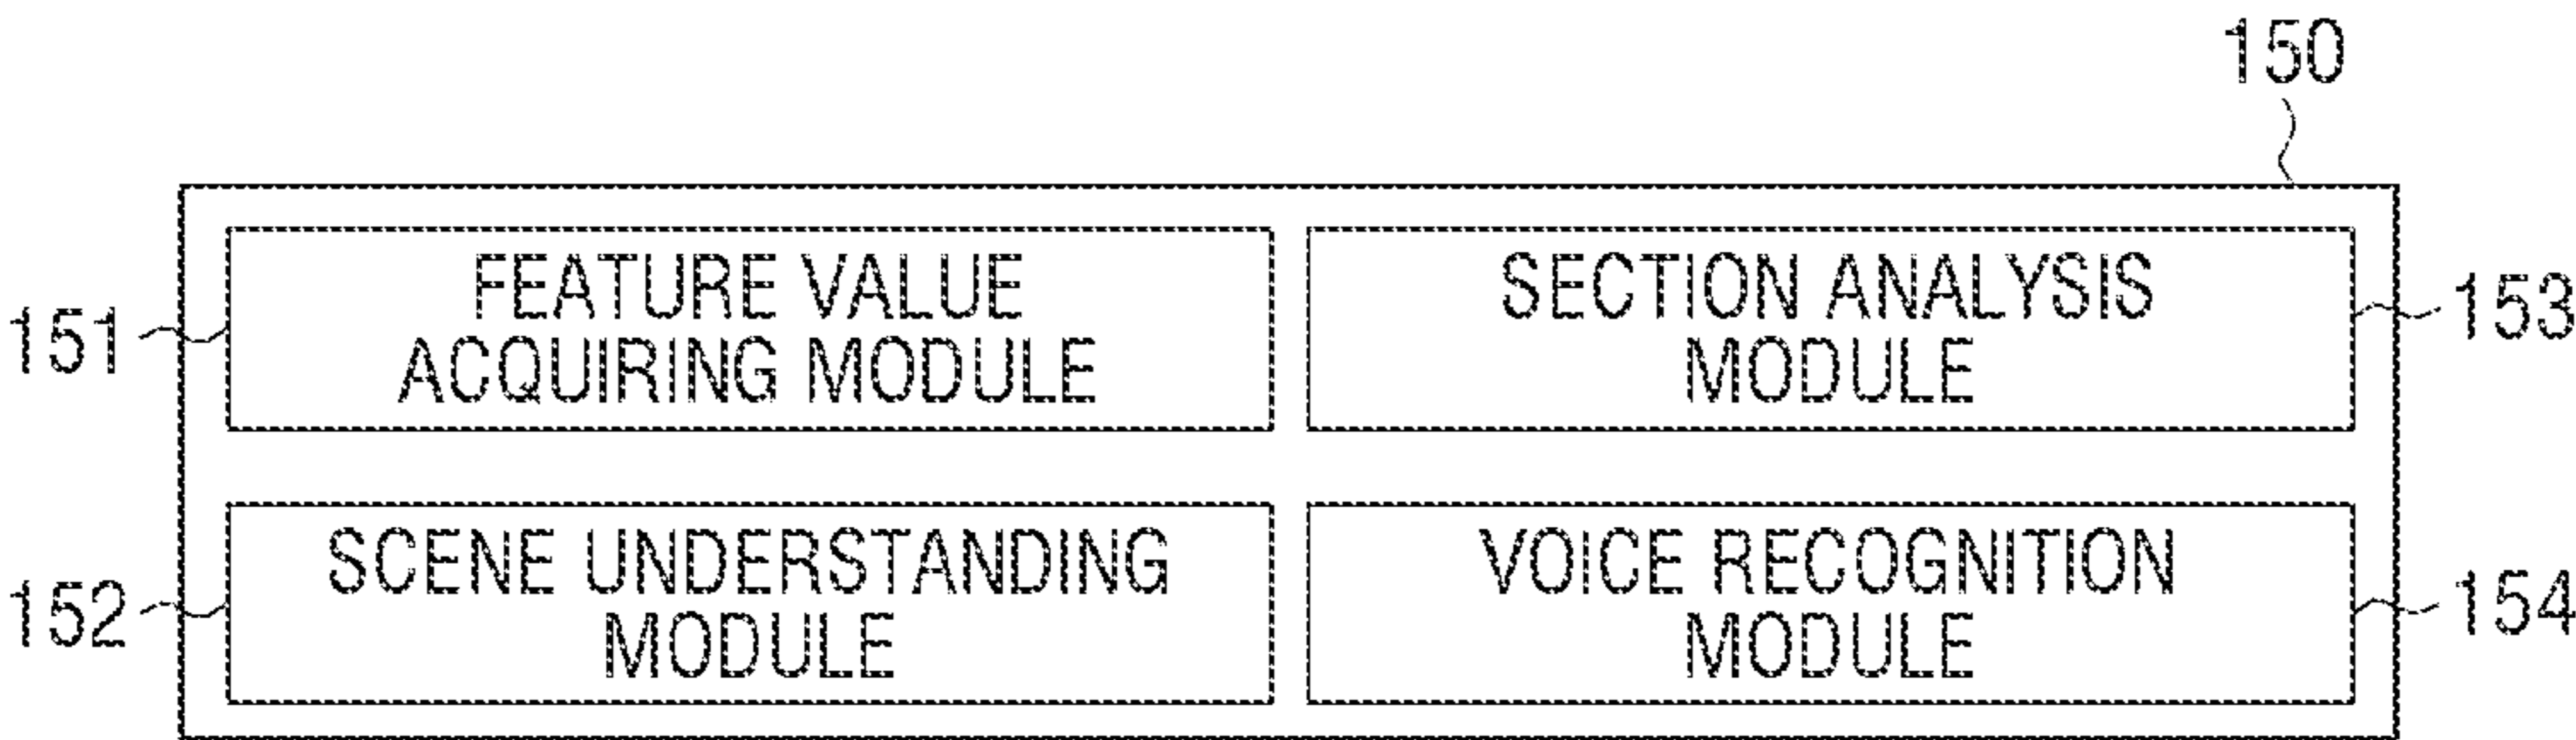 150
151
FEATURE VALUE
ACQUIRING MODULE
SECTION ANALYSIS
MODULE
153
152
SCENE UNDERSTANDING
MODULE
VOICE RECOGNITION
MODULE
154